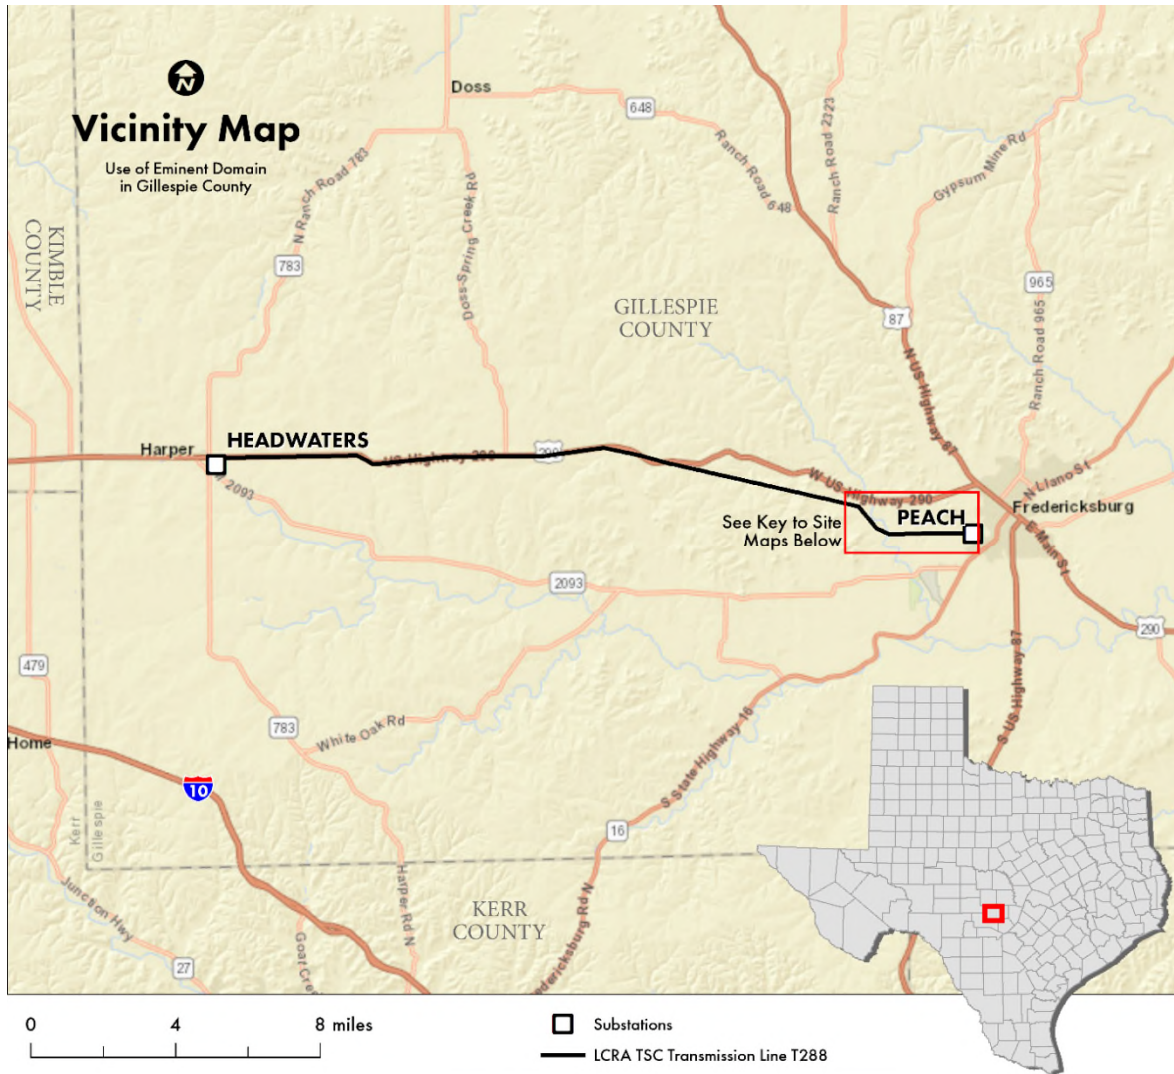 N
Vicinity Map
Use of Eminent Domain
in Gillespie County
Doss
648
Ranch Road 648
Ranch Road 2323
Gypsum Mine Rd
N Ranch Road 783
Doss-Spring Creek Rd
KIMBLE
COUNTY
783
965
Ranch Road 965
GILLESPIE
COUNTY
87
N US Highway 87
Harper
HEADWATERS
US Highway 290
290
W US Highway 290
N Llano St
Fredericksburg
PEACH
See Key to Site
Maps Below
2093
E Main St
2093
290
479
S US Highway 87
783
White Oak Rd
Home
S State Highway 16
10
16
Kerr
Gillespie
Junction Hwy
Harper Rd N
KERR
COUNTY
27
Goat Creek
edericksburg Rd N
0
4
8 miles
Substations
LCRA TSC Transmission Line T288